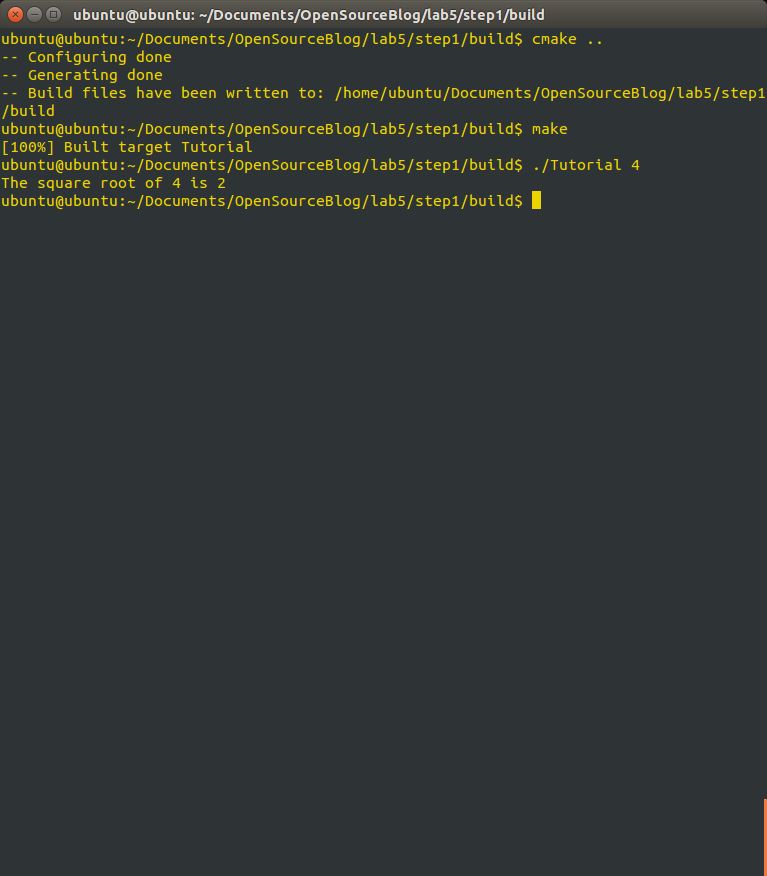 ubuntu@ubuntu: ~/Documents/OpenSourceBlog/lab5/step1/build
ubuntu@ubuntu:~/Documents/OpenSourceBlog/lab5/step1/build$ cmake ..
-- Configuring done
-- Generating done
-- Build files have been written to: /home/ubuntu/Documents/OpenSourceBlog/lab5/step1
/build
ubuntu@ubuntu:~/Documents/OpenSourceBlog/lab5/step1/build$ make
[100%] Built target Tutorial
ubuntu@ubuntu:~/Documents/OpenSourceBlog/lab5/step1/build$ ./Tutorial 4
The square root of 4 is 2
ubuntu@ubuntu:~/Documents/OpenSourceBlog/lab5/step1/build$